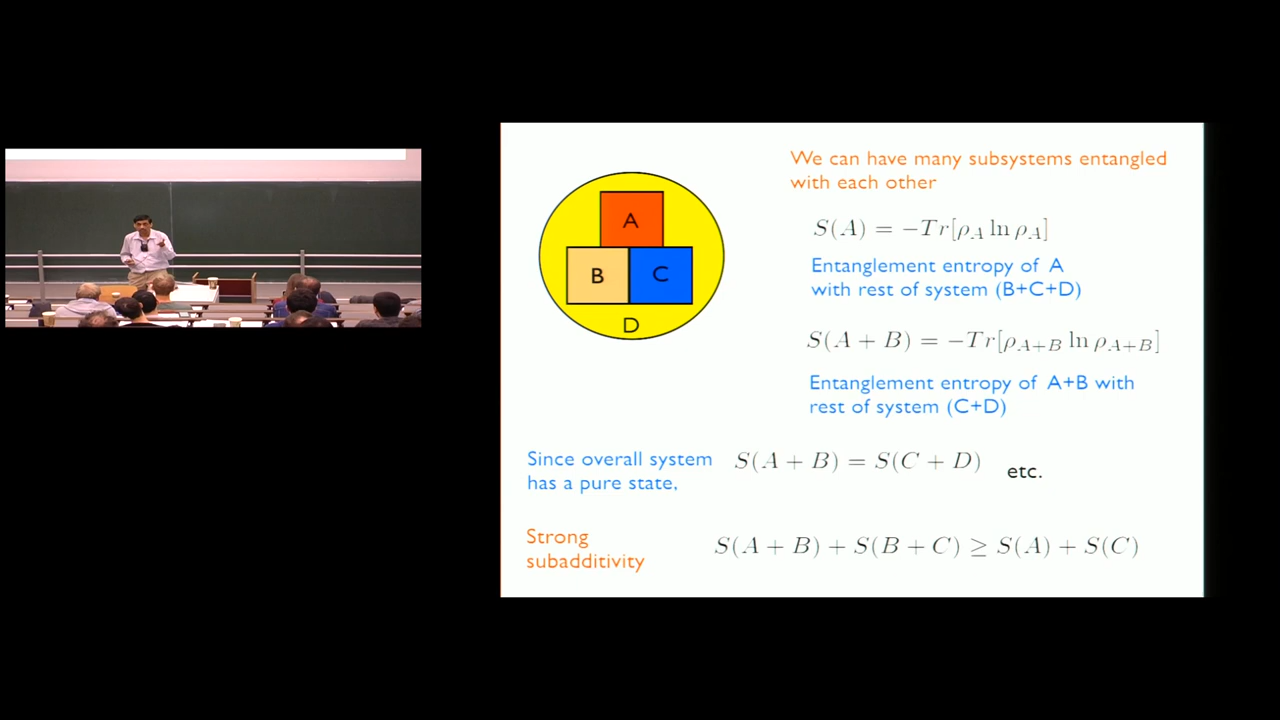 We can have many subsystems entangled
with each other
A
B
C
D
S(A) = −Tr[ρ_A ln ρ_A]
Entanglement entropy of A
with rest of system (B+C+D)
S(A + B) = −Tr[ρ_{A+B} ln ρ_{A+B}]
Entanglement entropy of A+B with
rest of system (C+D)
Since overall system
has a pure state,
S(A + B) = S(C + D)
etc.
Strong
subadditivity
S(A + B) + S(B + C) ≥ S(A) + S(C)